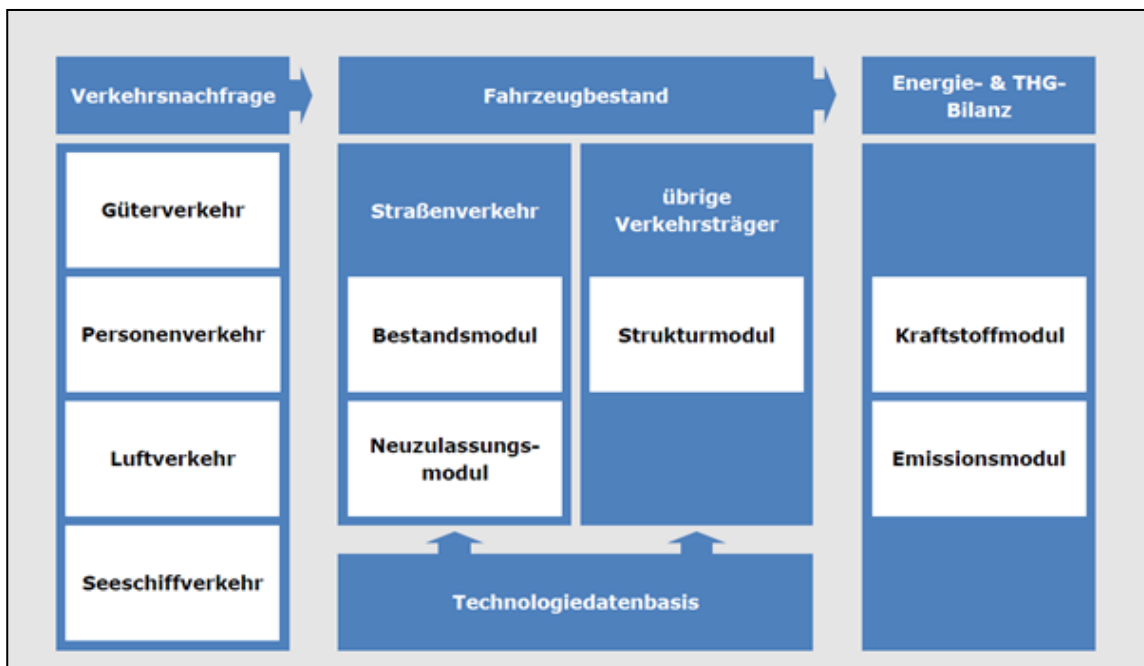 Verkehrsnachfrage
Fahrzeugbestand
Energie- & THG-
Bilanz
Güterverkehr
Personenverkehr
Luftverkehr
Seeschiffverkehr
Straßenverkehr
Bestandsmodul
Neuzulassungs-
modul
übrige
Verkehrsträger
Strukturmodul
Technologiedatenbasis
Kraftstoffmodul
Emissionsmodul